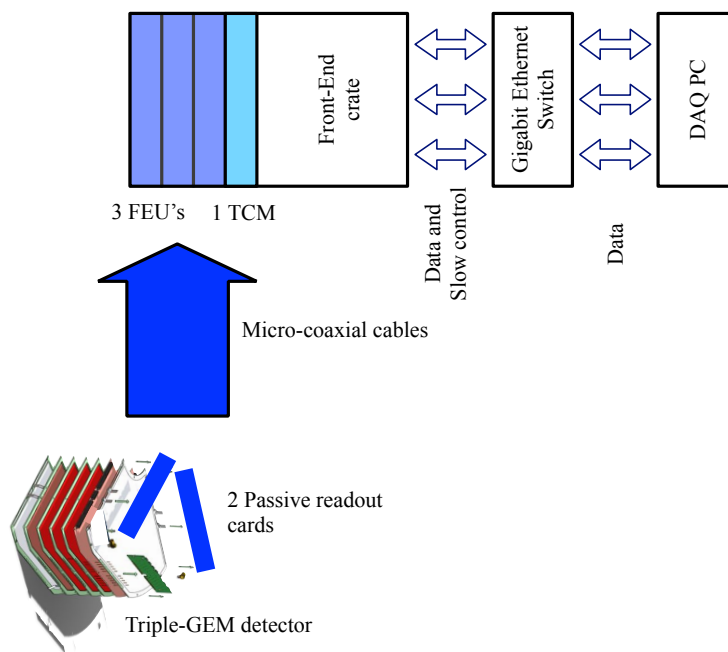 Front-End
crate
Gigabit Ethernet
Switch
DAQ PC
3 FEU's
1 TCM
Data and
Slow control
Data
Micro-coaxial cables
2 Passive readout
cards
Triple-GEM detector